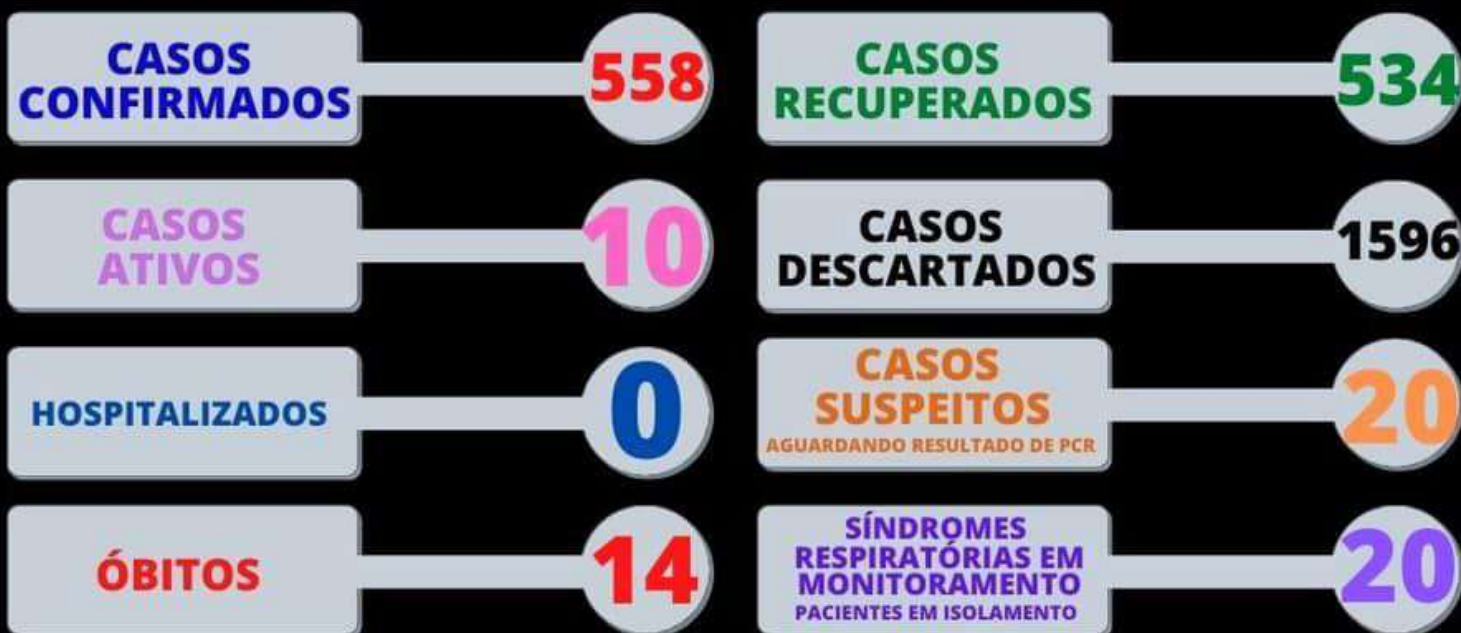 CASOS
CONFIRMADOS
558
CASOS
RECUPERADOS
534
CASOS
ATIVOS
10
CASOS
DESCARTADOS
1596
HOSPITALIZADOS
0
CASOS
SUSPEITOS
AGUARDANDO RESULTADO DE PCR
20
ÓBITOS
14
SÍNDROMES
RESPIRATÓRIAS EM
MONITORAMENTO
PACIENTES EM ISOLAMENTO
20